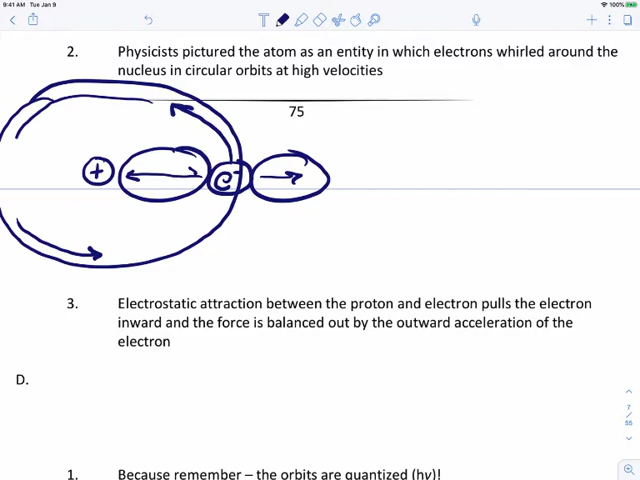 9:41 AM Tue Jan 9
100%
2. Physicists pictured the atom as an entity in which electrons whirled around the
nucleus in circular orbits at high velocities
75
+
e-
3. Electrostatic attraction between the proton and electron pulls the electron
inward and the force is balanced out by the outward acceleration of the
electron
D.
7
/
55
1. Because remember – the orbits are quantized (hv)!